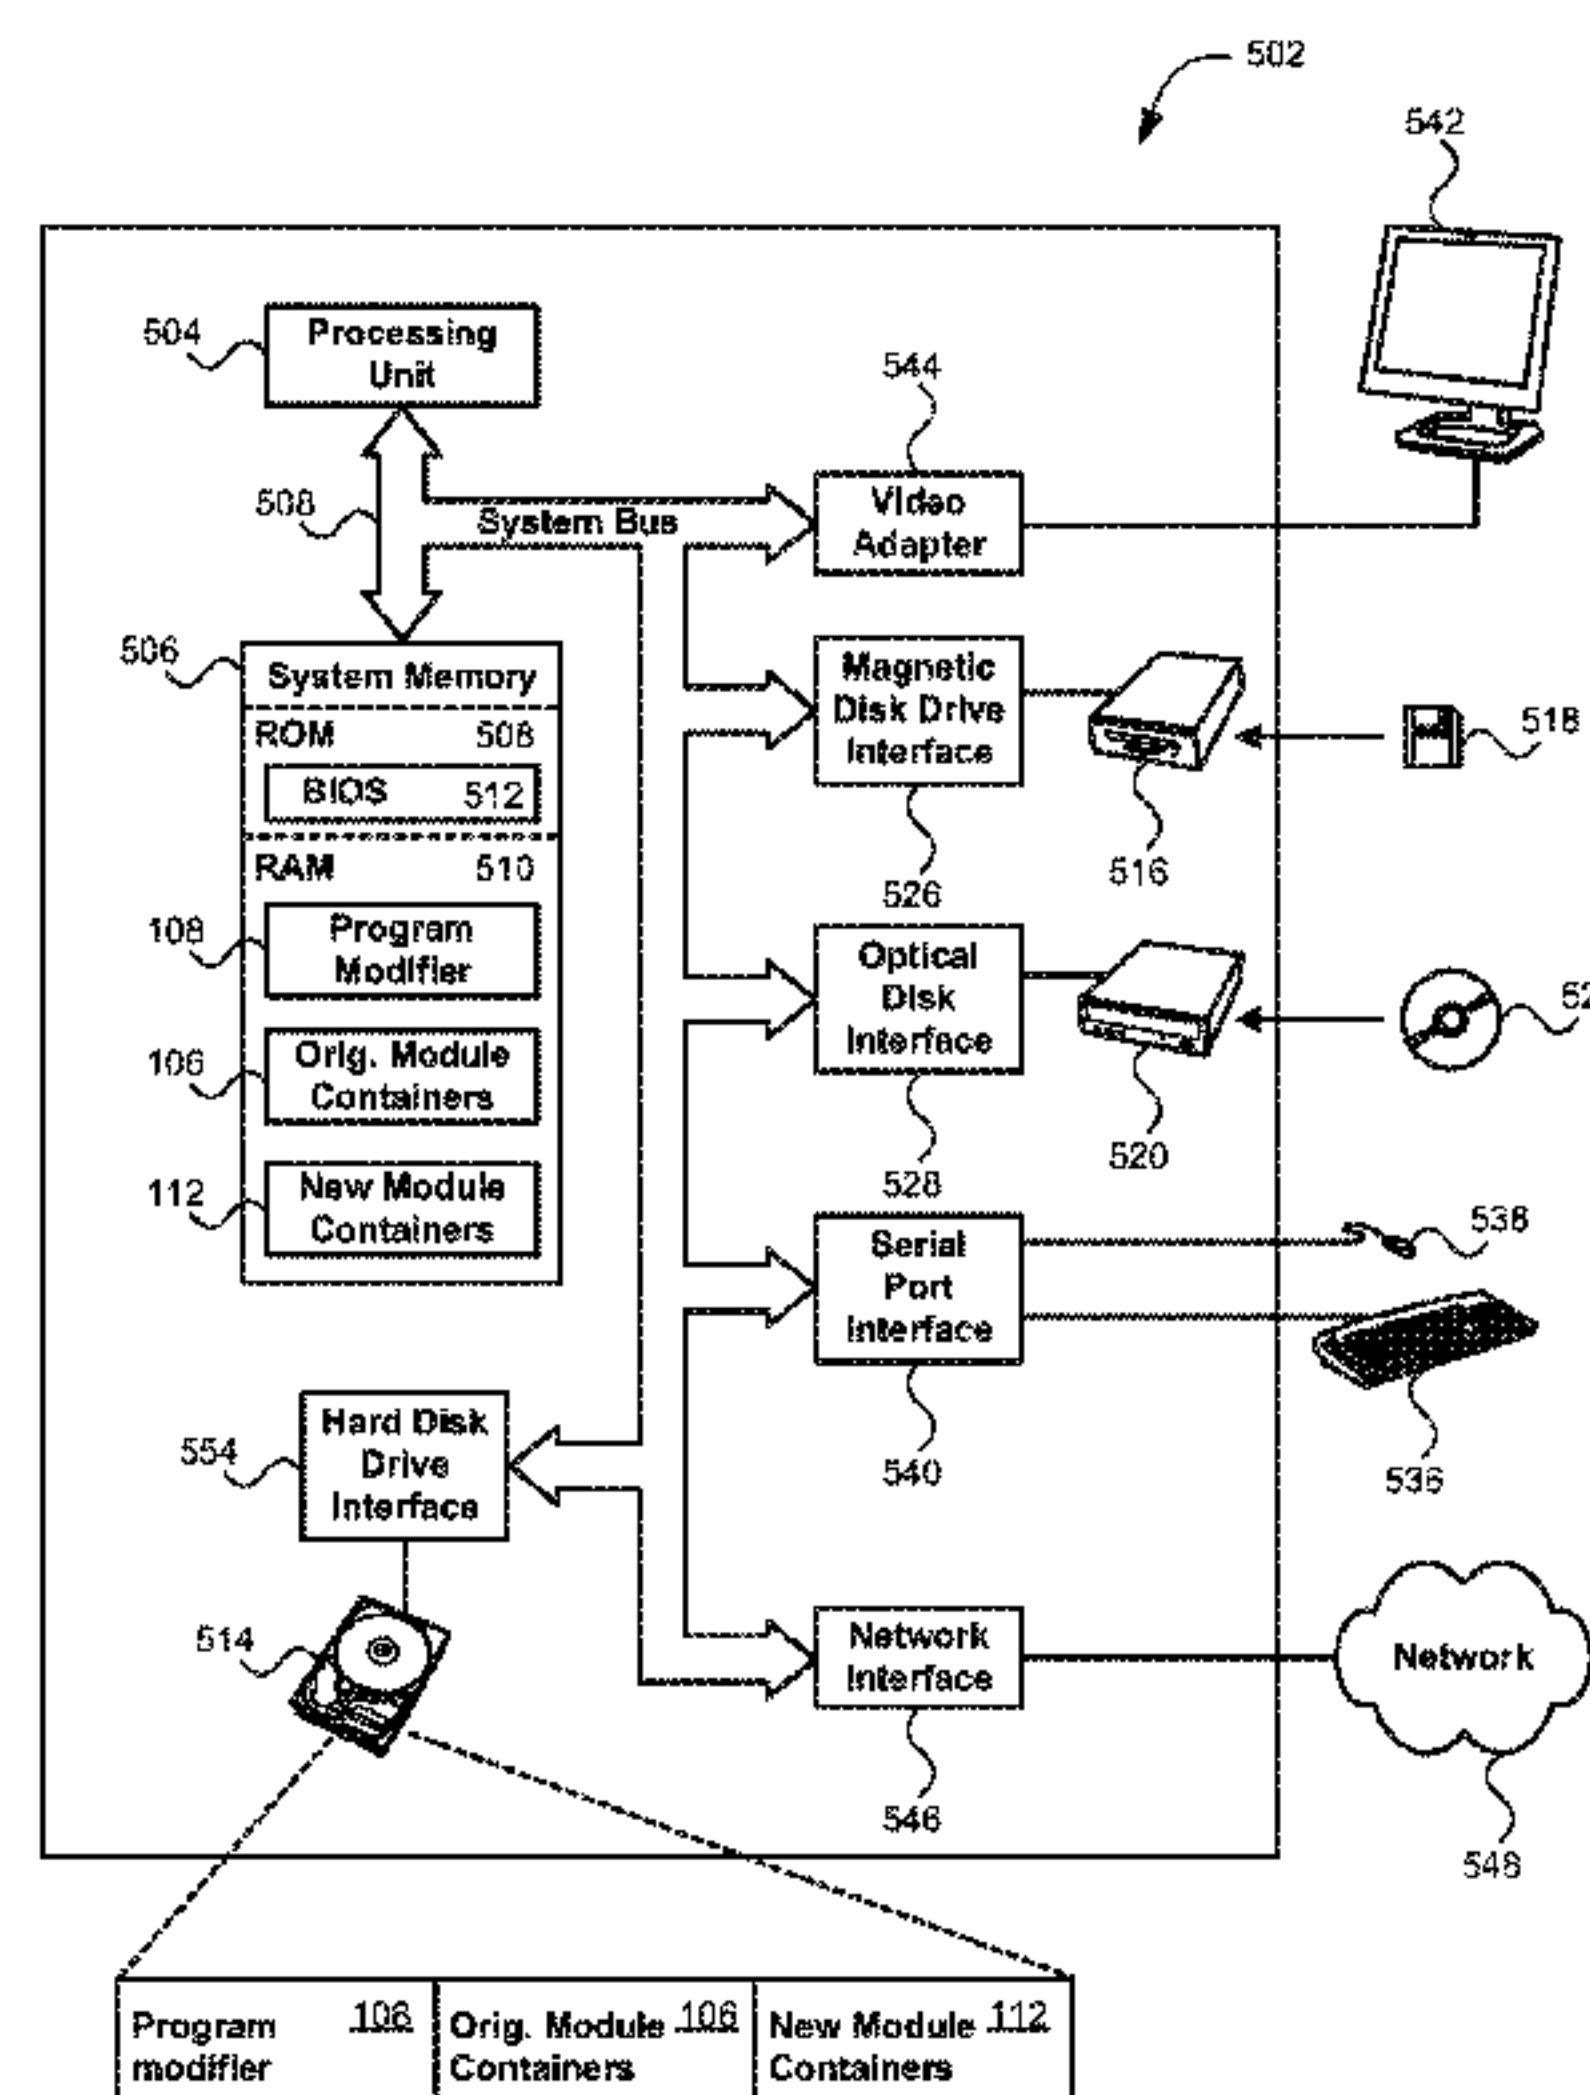 502
542
504
Processing
Unit
544
508
System Bus
Video
Adapter
506
System Memory
ROM 508
BIOS 512
RAM 510
Magnetic
Disk Drive
Interface
518
516
526
108
Program
Modifier
Optical
Disk
Interface
106
Orig. Module
Containers
520
528
112
New Module
Containers
Serial
Port
Interface
538
536
540
554
Hard Disk
Drive
Interface
514
Network
Interface
Network
546
548
Program 108
modifier
Orig. Module 106
Containers
New Module 112
Containers